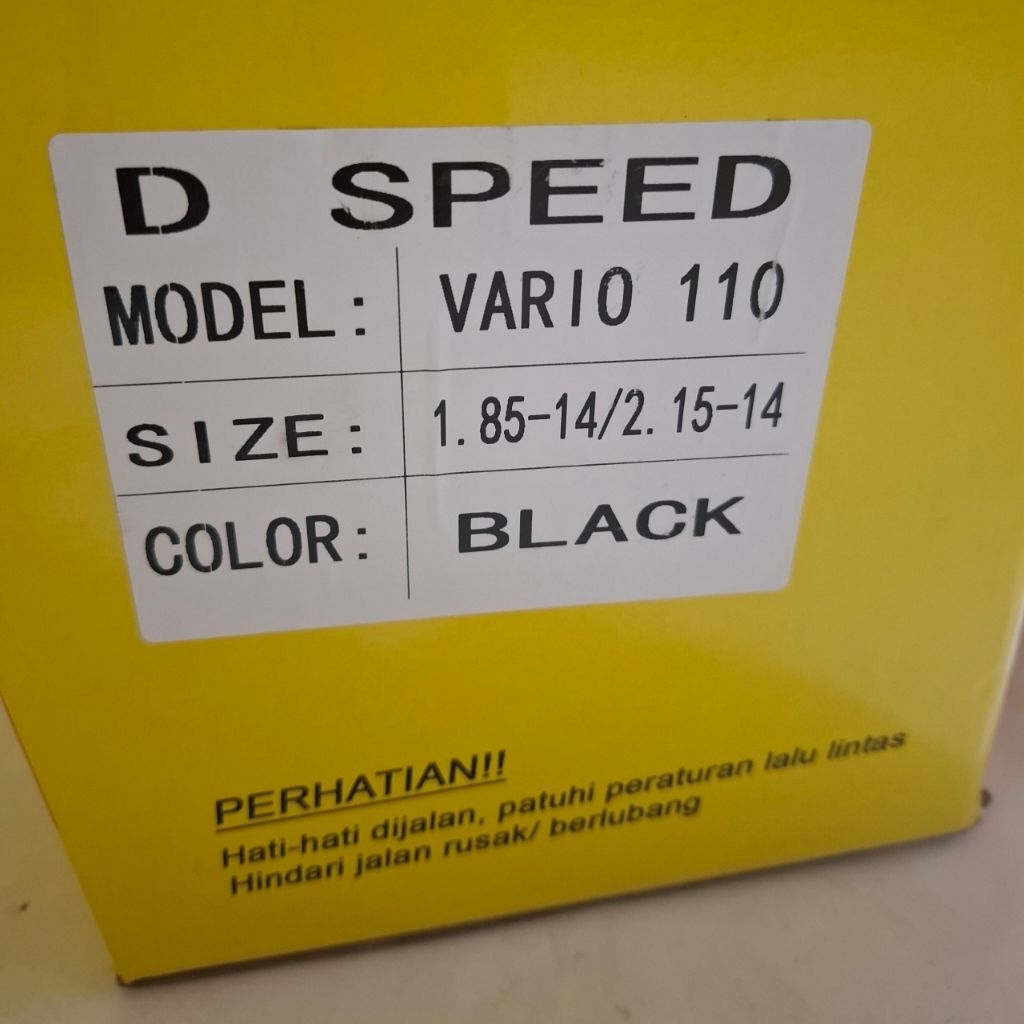 D SPEED
MODEL: VARIO 110
SIZE: 1.85-14/2.15-14
COLOR: BLACK
PERHATIAN!!
Hati-hati dijalan, patuhi peraturan lalu lintas
Hindari jalan rusak/ berlubang